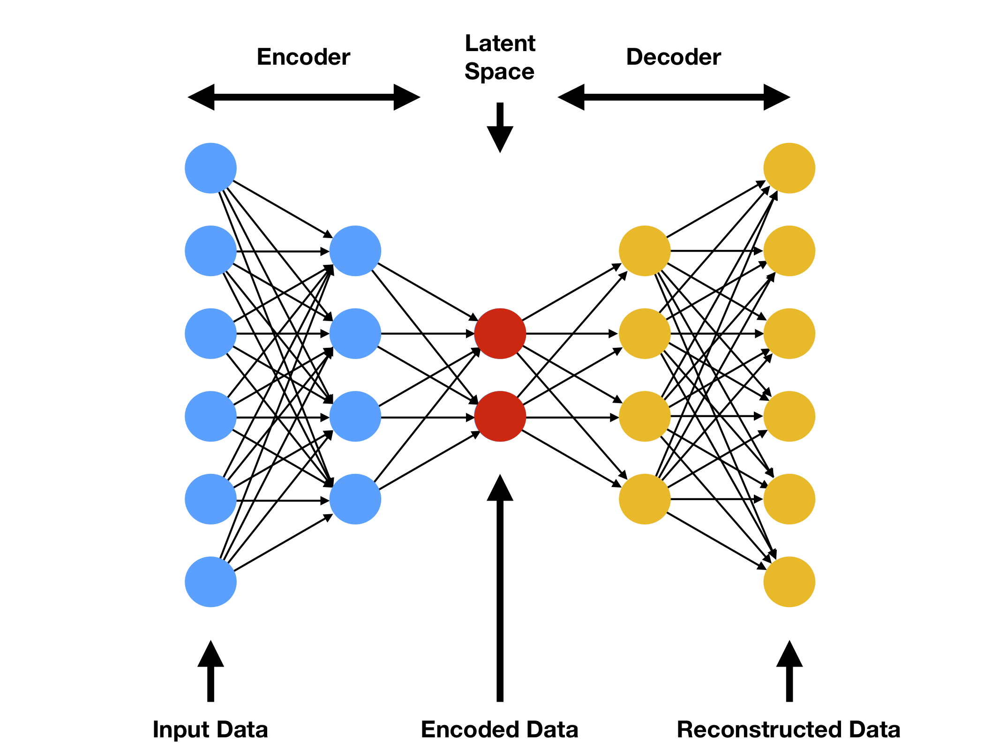 Encoder
Latent
Space
Decoder
Input Data
Encoded Data
Reconstructed Data